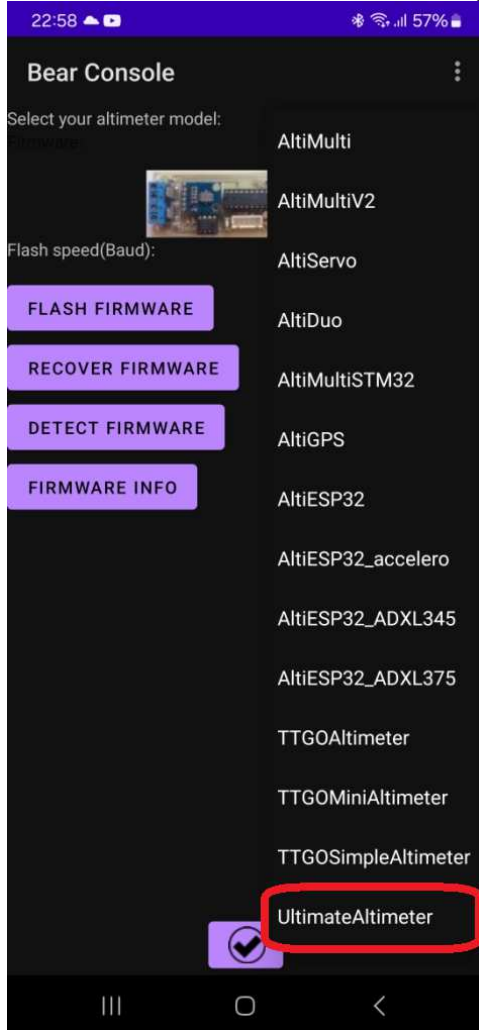 22:58 57%
Bear Console
Select your altimeter model:
Firmware:
Flash speed(Baud):
FLASH FIRMWARE
RECOVER FIRMWARE
DETECT FIRMWARE
FIRMWARE INFO
AltiMulti
AltiMultiV2
AltiServo
AltiDuo
AltiMultiSTM32
AltiGPS
AltiESP32
AltiESP32_accelero
AltiESP32_ADXL345
AltiESP32_ADXL375
TTGOAltimeter
TTGOMiniAltimeter
TTGOSimpleAltimeter
UltimateAltimeter